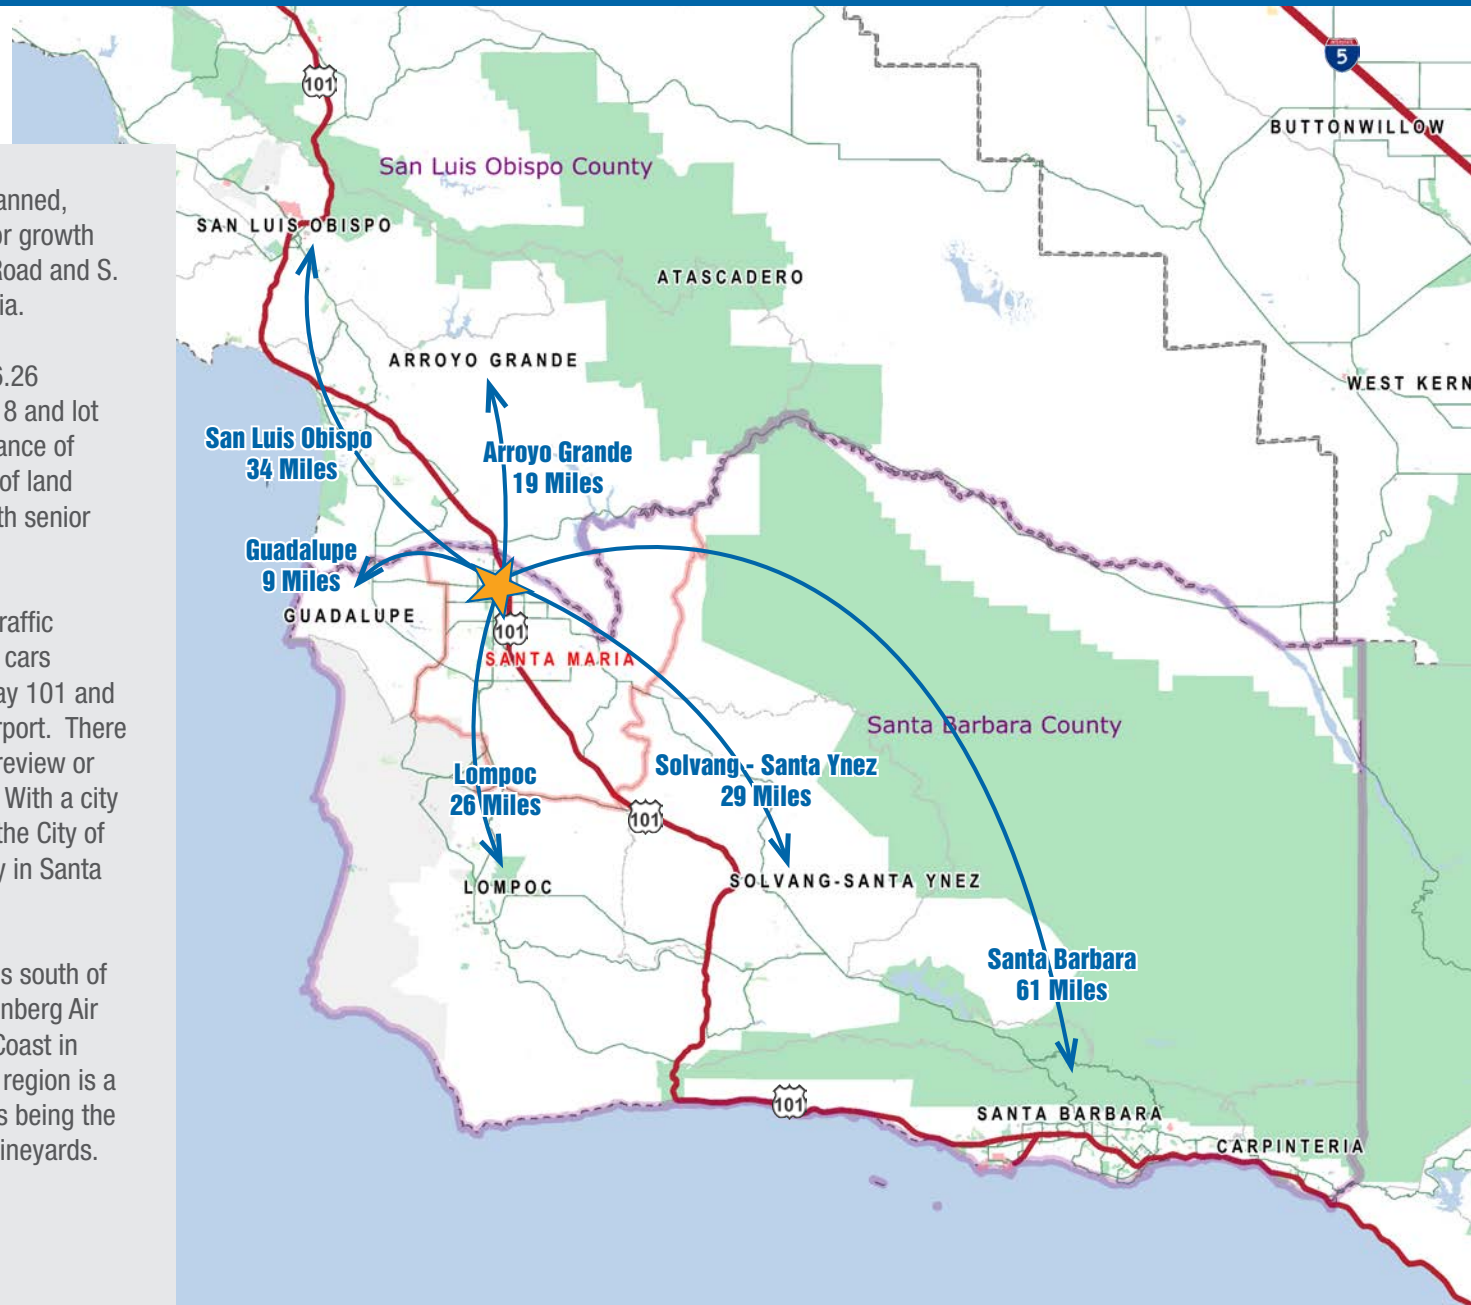 anned,
or growth
Road and S.
ia.
6.26
18 and lot
ance of
of land
th senior
raffic
cars
ay 101 and
rport.  There
review or
With a city
the City of
y in Santa
s south of
nberg Air
Coast in
region is a
s being the
ineyards.
101
5
BUTTONWILLOW
San Luis Obispo County
SAN LUIS OBISPO
ATASCADERO
ARROYO GRANDE
WEST KERN
San Luis Obispo
34 Miles
Arroyo Grande
19 Miles
Guadalupe
9 Miles
GUADALUPE
101
SANTA MARIA
Santa Barbara County
Lompoc
26 Miles
Solvang - Santa Ynez
29 Miles
101
LOMPOC
SOLVANG-SANTA YNEZ
Santa Barbara
61 Miles
101
SANTA BARBARA
CARPINTERIA